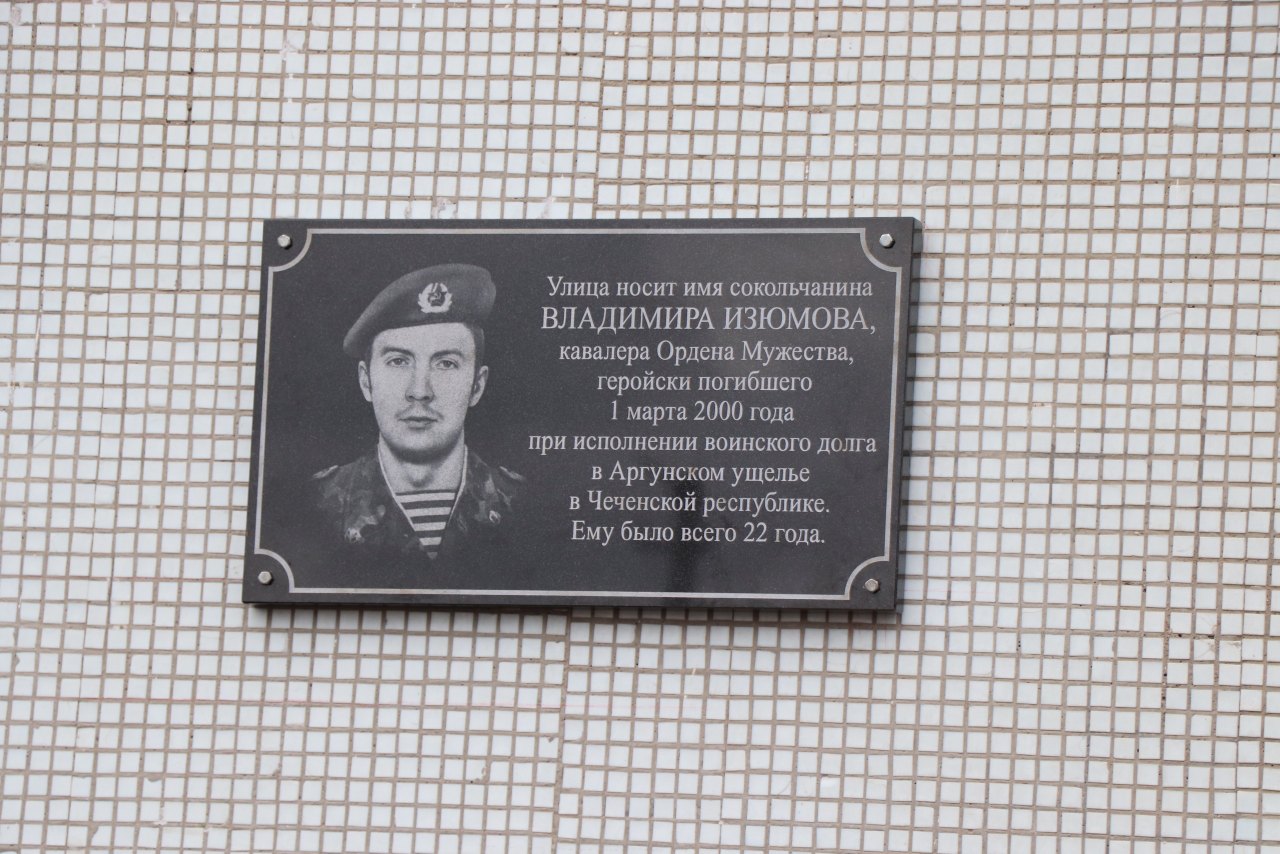 Улица носит имя сокольчанина
ВЛАДИМИРА ИЗЮМОВА,
кавалера Ордена Мужества,
геройски погибшего
1 марта 2000 года
при исполнении воинского долга
в Аргунском ущелье
в Чеченской республике.
Ему было всего 22 года.